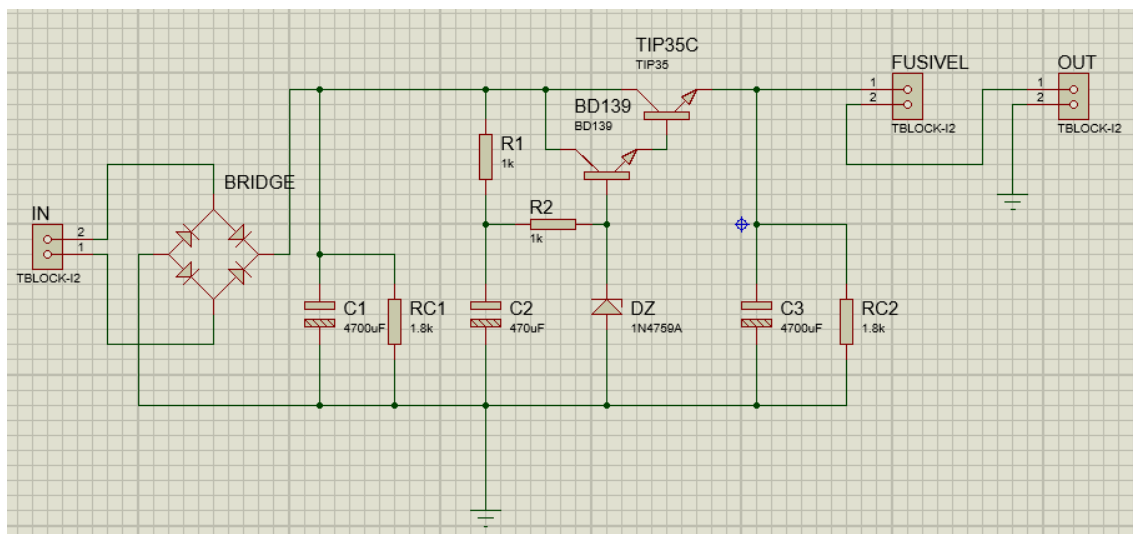 TIP35C
TIP35
FUSIVEL
1
2
TBLOCK-I2
OUT
1
2
TBLOCK-I2
BD139
BD139
R1
1k
BRIDGE
IN
2
1
TBLOCK-I2
R2
1k
C1
4700uF
RC1
1.8k
C2
470uF
DZ
1N4759A
C3
4700uF
RC2
1.8k